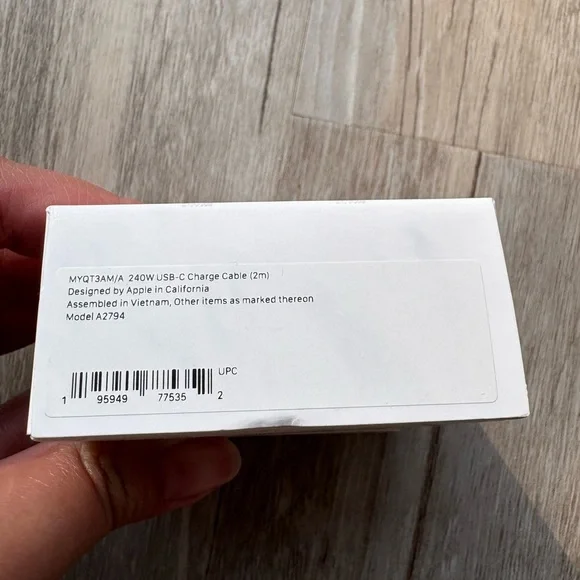 MYQT3AM/A 240W USB-C Charge Cable (2m)
Designed by Apple in California
Assembled in Vietnam, Other items as marked thereon
Model A2794
UPC
1 95949 77535 2